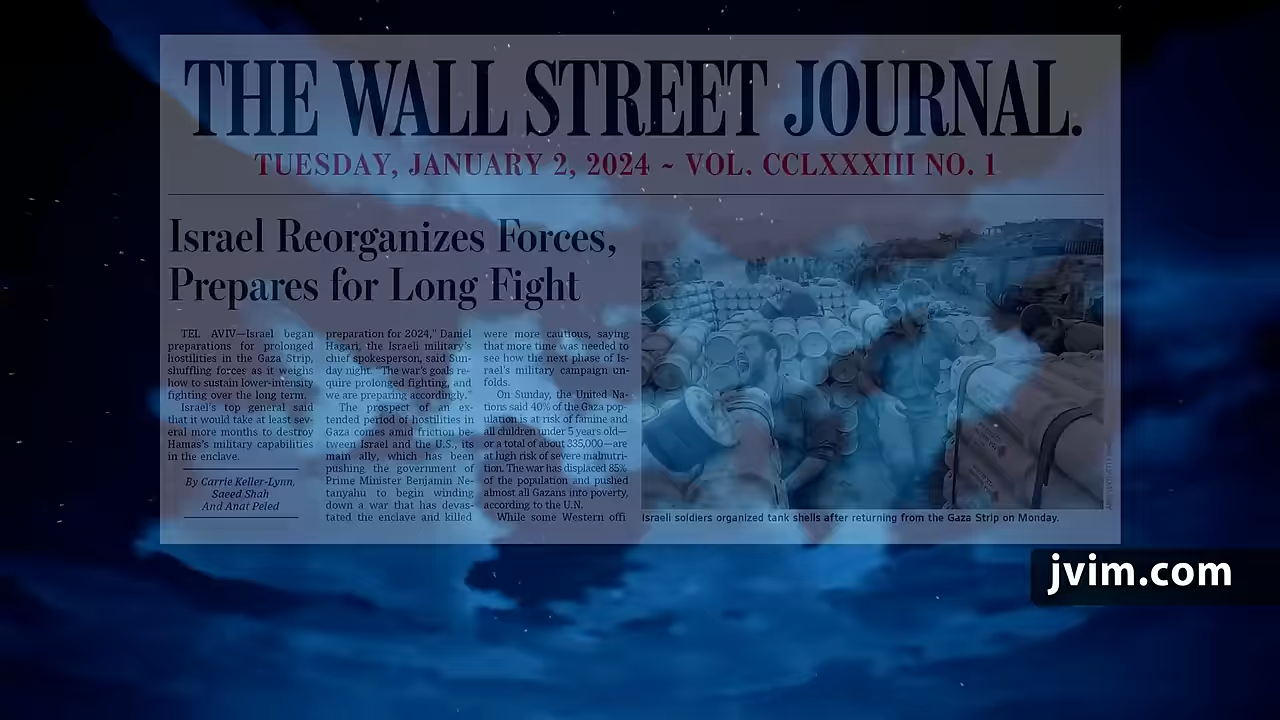 THE WALL STREET JOURNAL.
TUESDAY, JANUARY 2, 2024 ~ VOL. CCLXXXIII NO. 1
Israel Reorganizes Forces,
Prepares for Long Fight
TEL AVIV—Israel began
preparations for prolonged
hostilities in the Gaza Strip,
shuffling forces as it weighs
how to sustain lower-intensity
fighting over the long term.
Israel's top general said
that it would take at least sev-
eral more months to destroy
Hamas's military capabilities
in the enclave.
By Carrie Keller-Lynn,
Saeed Shah
And Anat Peled
preparation for 2024," Daniel
Hagari, the Israeli military's
chief spokesperson, said Sun-
day night. "The war's goals re-
quire prolonged fighting, and
we are preparing accordingly."
The prospect of an ex-
tended period of hostilities in
Gaza comes amid friction be-
tween Israel and the U.S., its
main ally, which has been
pushing the government of
Prime Minister Benjamin Ne-
tanyahu to begin winding
down a war that has devas-
tated the enclave and killed
were more cautious, saying
that more time was needed to
see how the next phase of Is-
rael's military campaign un-
folds.
On Sunday, the United Na-
tions said 40% of the Gaza pop-
ulation is at risk of famine and
all children under 5 years old—
or a total of about 335,000—are
at high risk of severe malnutri-
tion. The war has displaced 85%
of the population and pushed
almost all Gazans into poverty,
according to the U.N.
While some Western offi
Israeli soldiers organized tank shells after returning from the Gaza Strip on Monday.
jvim.com